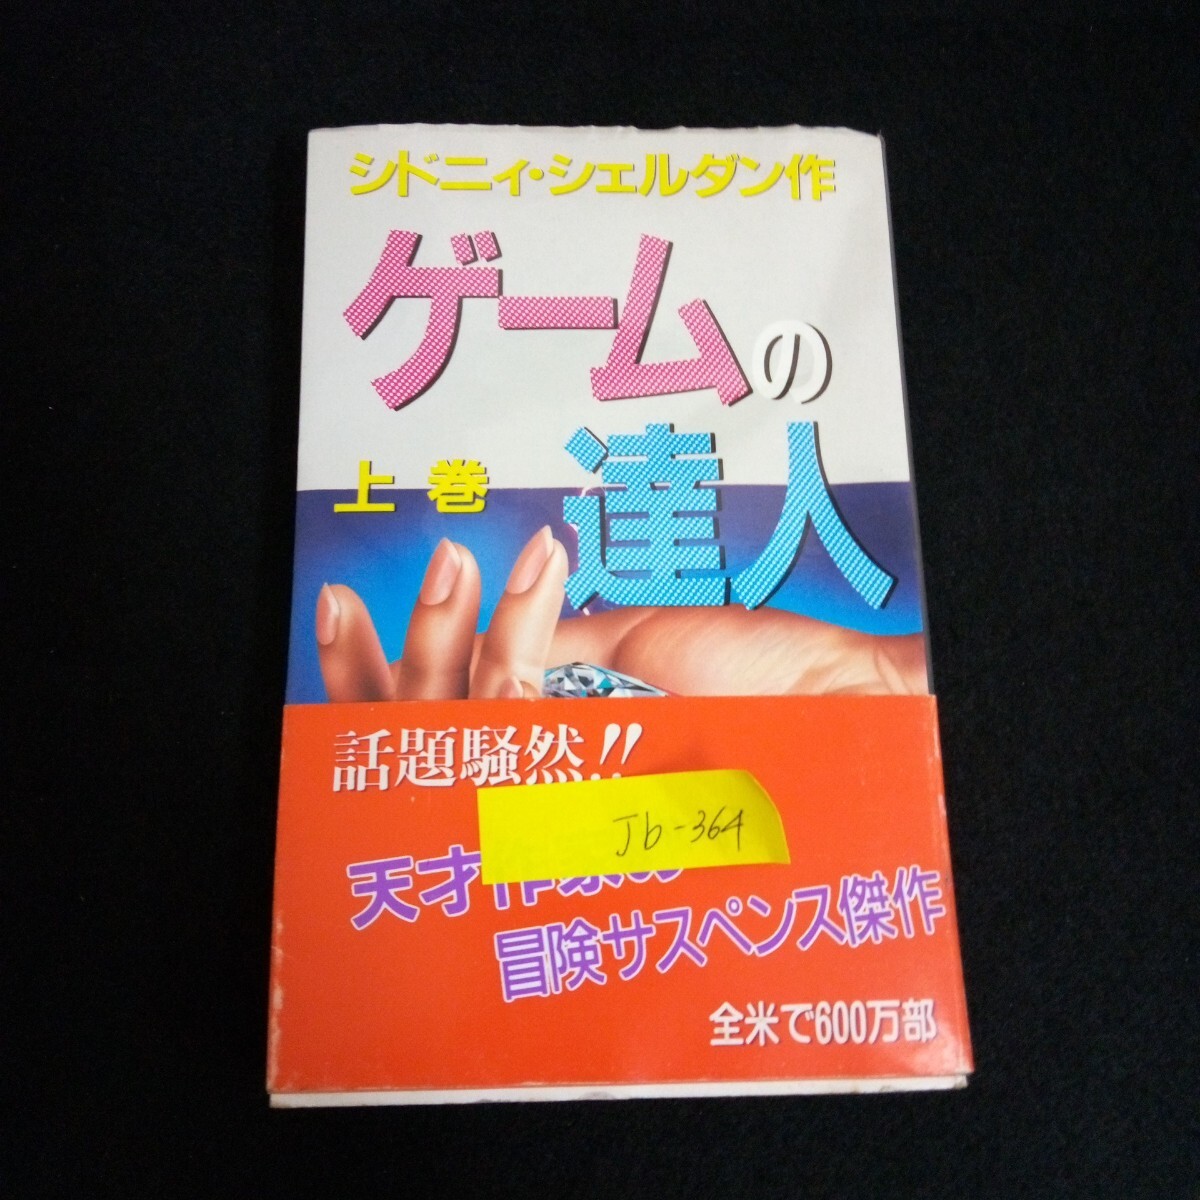 シドニィ・シェルダン作
ゲームの
達人
上巻
話題騒然!!
Jb-364
天才作家の
冒険サスペンス傑作
全米で600万部